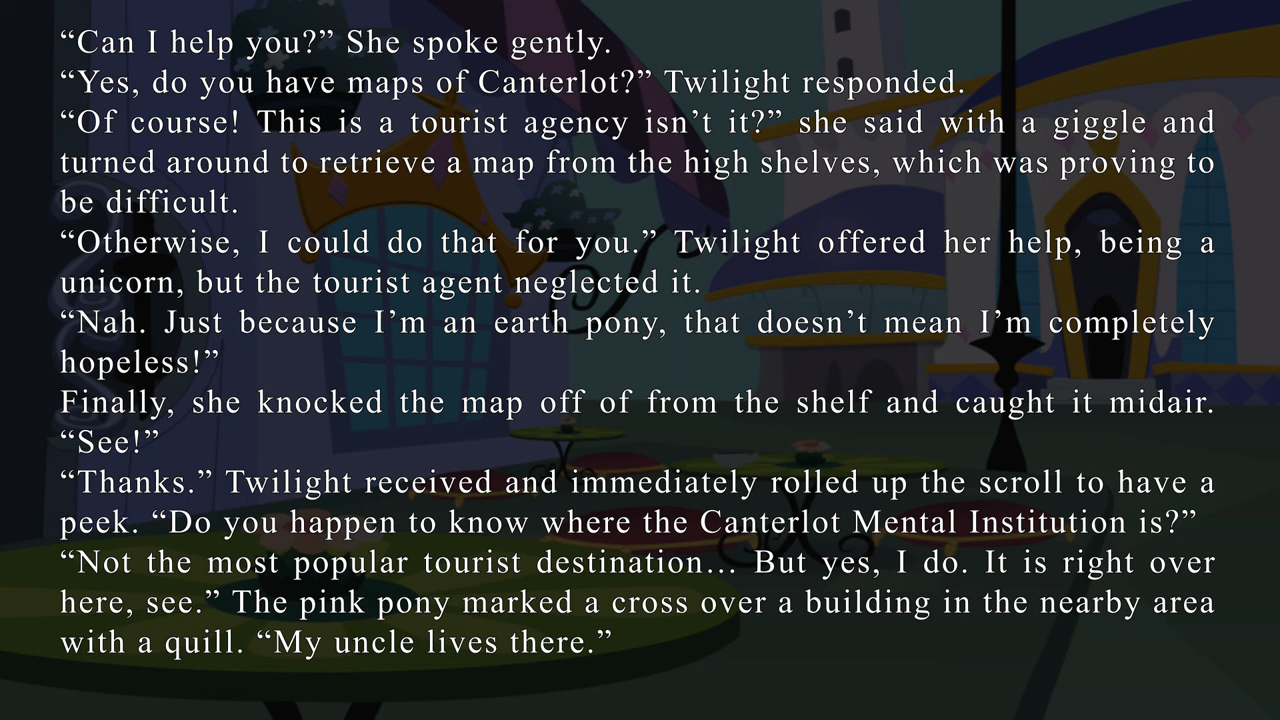 “Can I help you?” She spoke gently.
“Yes, do you have maps of Canterlot?” Twilight responded.
“Of course! This is a tourist agency isn’t it?” she said with a giggle and
turned around to retrieve a map from the high shelves, which was proving to
be difficult.
“Otherwise, I could do that for you.” Twilight offered her help, being a
unicorn, but the tourist agent neglected it.
“Nah. Just because I’m an earth pony, that doesn’t mean I’m completely
hopeless!”
Finally, she knocked the map off of from the shelf and caught it midair.
“See!”
“Thanks.” Twilight received and immediately rolled up the scroll to have a
peek. “Do you happen to know where the Canterlot Mental Institution is?”
“Not the most popular tourist destination… But yes, I do. It is right over
here, see.” The pink pony marked a cross over a building in the nearby area
with a quill. “My uncle lives there.”